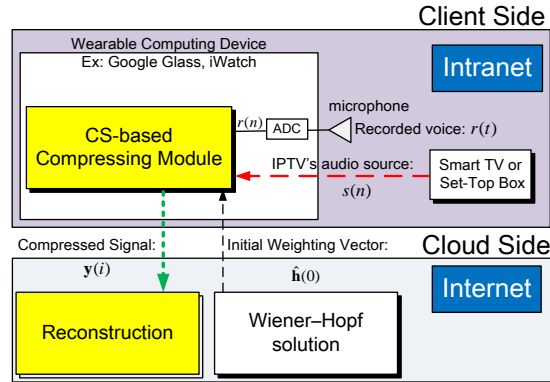 Client Side
Wearable Computing Device
Ex: Google Glass, iWatch
Intranet
microphone
r(n)
ADC
Recorded voice: r(t)
CS-based
Compressing Module
IPTV's audio source:
s(n)
Smart TV or
Set-Top Box
Compressed Signal:
Initial Weighting Vector:
Cloud Side
y(i)
ĥ(0)
Internet
Reconstruction
Wiener–Hopf
solution